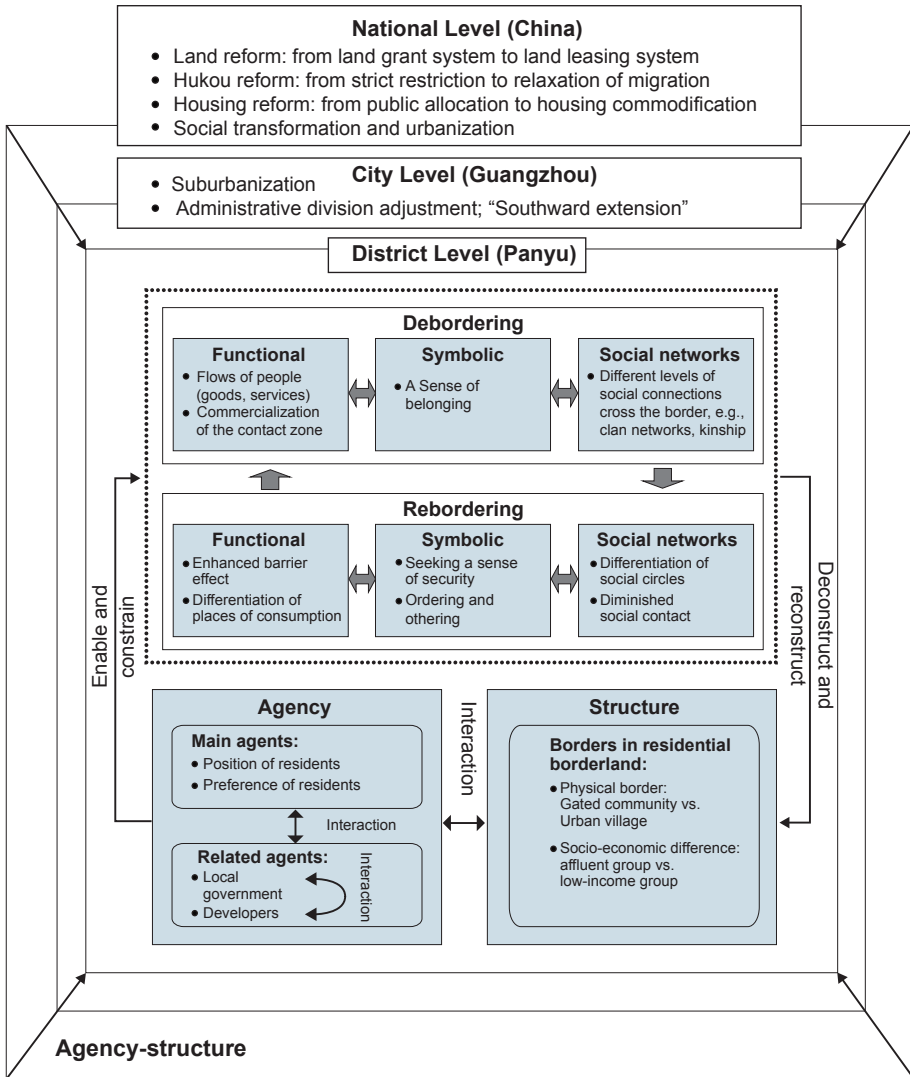 National Level (China)
• Land reform: from land grant system to land leasing system
• Hukou reform: from strict restriction to relaxation of migration
• Housing reform: from public allocation to housing commodification
• Social transformation and urbanization
City Level (Guangzhou)
• Suburbanization
• Administrative division adjustment; “Southward extension”
District Level (Panyu)
Debordering
Functional
• Flows of people
(goods, services)
• Commercialization
of the contact zone
Symbolic
• A Sense of
belonging
Social networks
• Different levels of
social connections
cross the border, e.g.,
clan networks, kinship
Rebordering
Functional
• Enhanced barrier
effect
• Differentiation of
places of consumption
Symbolic
• Seeking a sense
of security
• Ordering and
othering
Social networks
• Differentiation of
social circles
• Diminished
social contact
Enable and
constrain
Deconstruct and
reconstruct
Agency
Main agents:
• Position of residents
• Preference of residents
Interaction
Related agents:
• Local
government
• Developers
Interaction
Interaction
Structure
Borders in residential
borderland:
• Physical border:
Gated community vs.
Urban village
• Socio-economic difference:
affluent group vs.
low-income group
Agency-structure